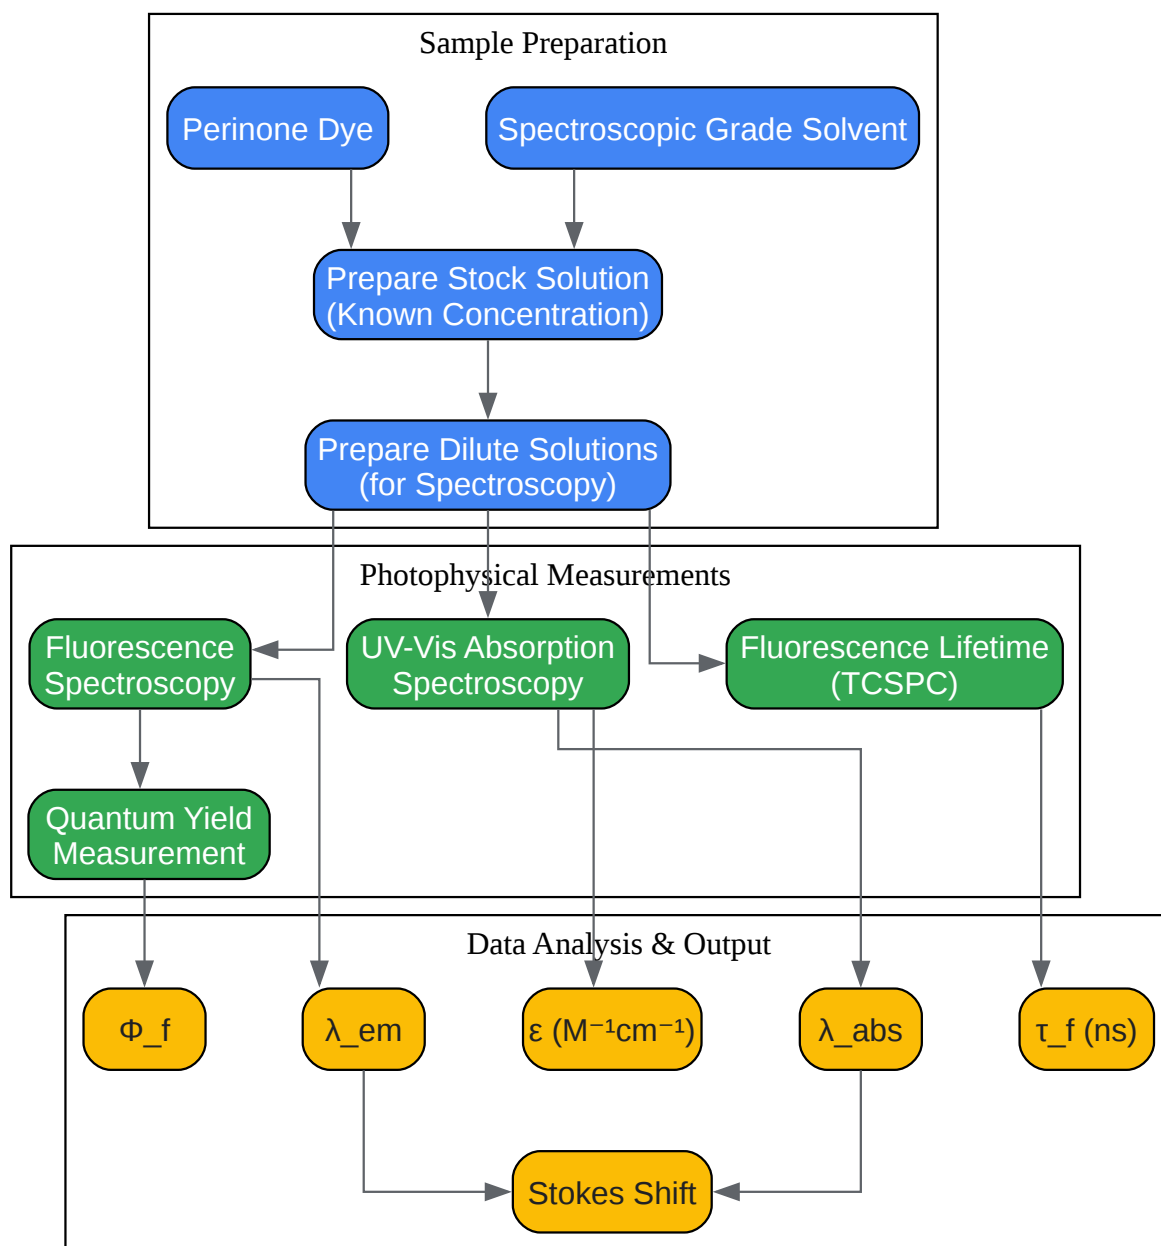 Sample Preparation
Perinone Dye
Spectroscopic Grade Solvent
Prepare Stock Solution
(Known Concentration)
Prepare Dilute Solutions
(for Spectroscopy)
Photophysical Measurements
Fluorescence
Spectroscopy
UV-Vis Absorption
Spectroscopy
Fluorescence Lifetime
(TCSPC)
Quantum Yield
Measurement
Data Analysis & Output
Φ_f
λ_em
ε (M⁻¹cm⁻¹)
λ_abs
τ_f (ns)
Stokes Shift